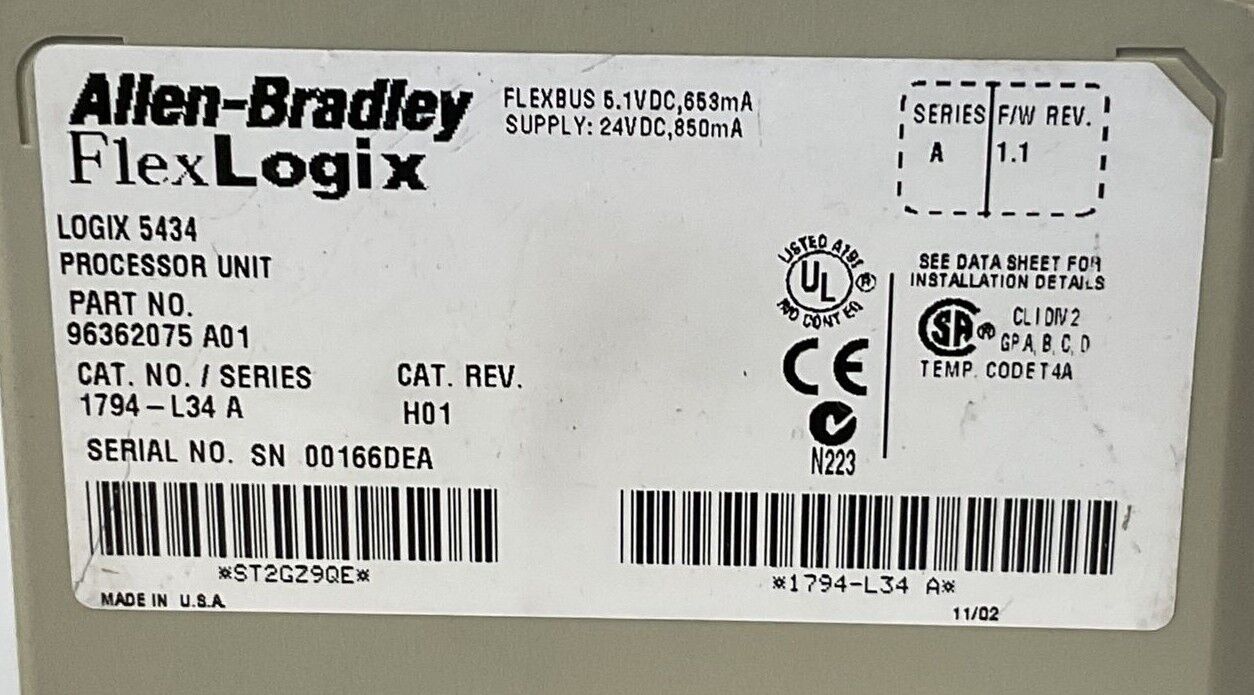 Allen-Bradley
FlexLogix
FLEXBUS 5.1VDC,653mA
SUPPLY: 24VDC,850mA
SERIES F/W REV.
A 1.1
LOGIX 5434
PROCESSOR UNIT
PART NO.
96362075 A01
CAT. NO. / SERIES CAT. REV.
1794-L34 A H01
SERIAL NO. SN 00166DEA
LISTED A196
UL ®
IND CONT EQ
CE
N223
SEE DATA SHEET FOR
INSTALLATION DETAILS
SA ®
CL I DIV 2
GP A, B, C, D
TEMP. CODE T4A
*ST2GZ9QE*
*1794-L34 A*
MADE IN U.S.A.
11/02